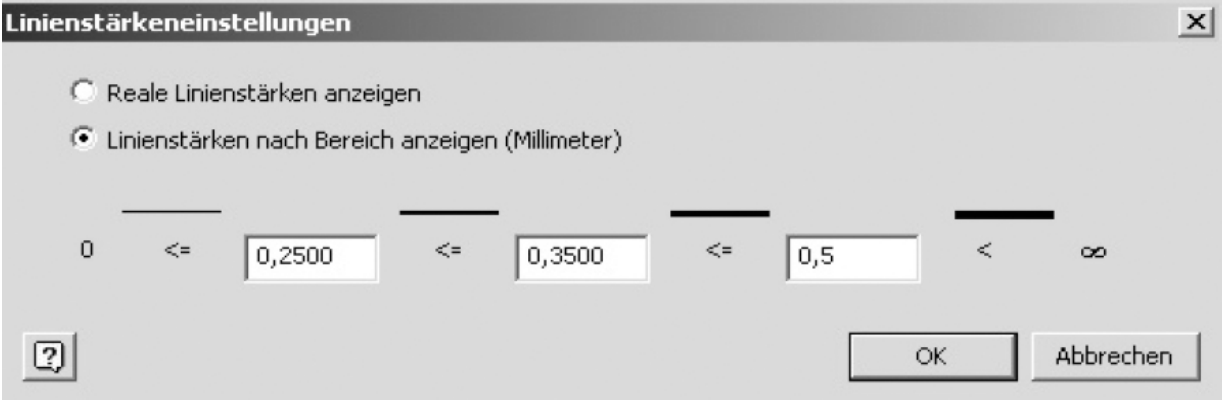 Linienstärkeneinstellungen
Reale Linienstärken anzeigen
Linienstärken nach Bereich anzeigen (Millimeter)
0 <= 0,2500 <= 0,3500 <= 0,5 < ∞
OK Abbrechen